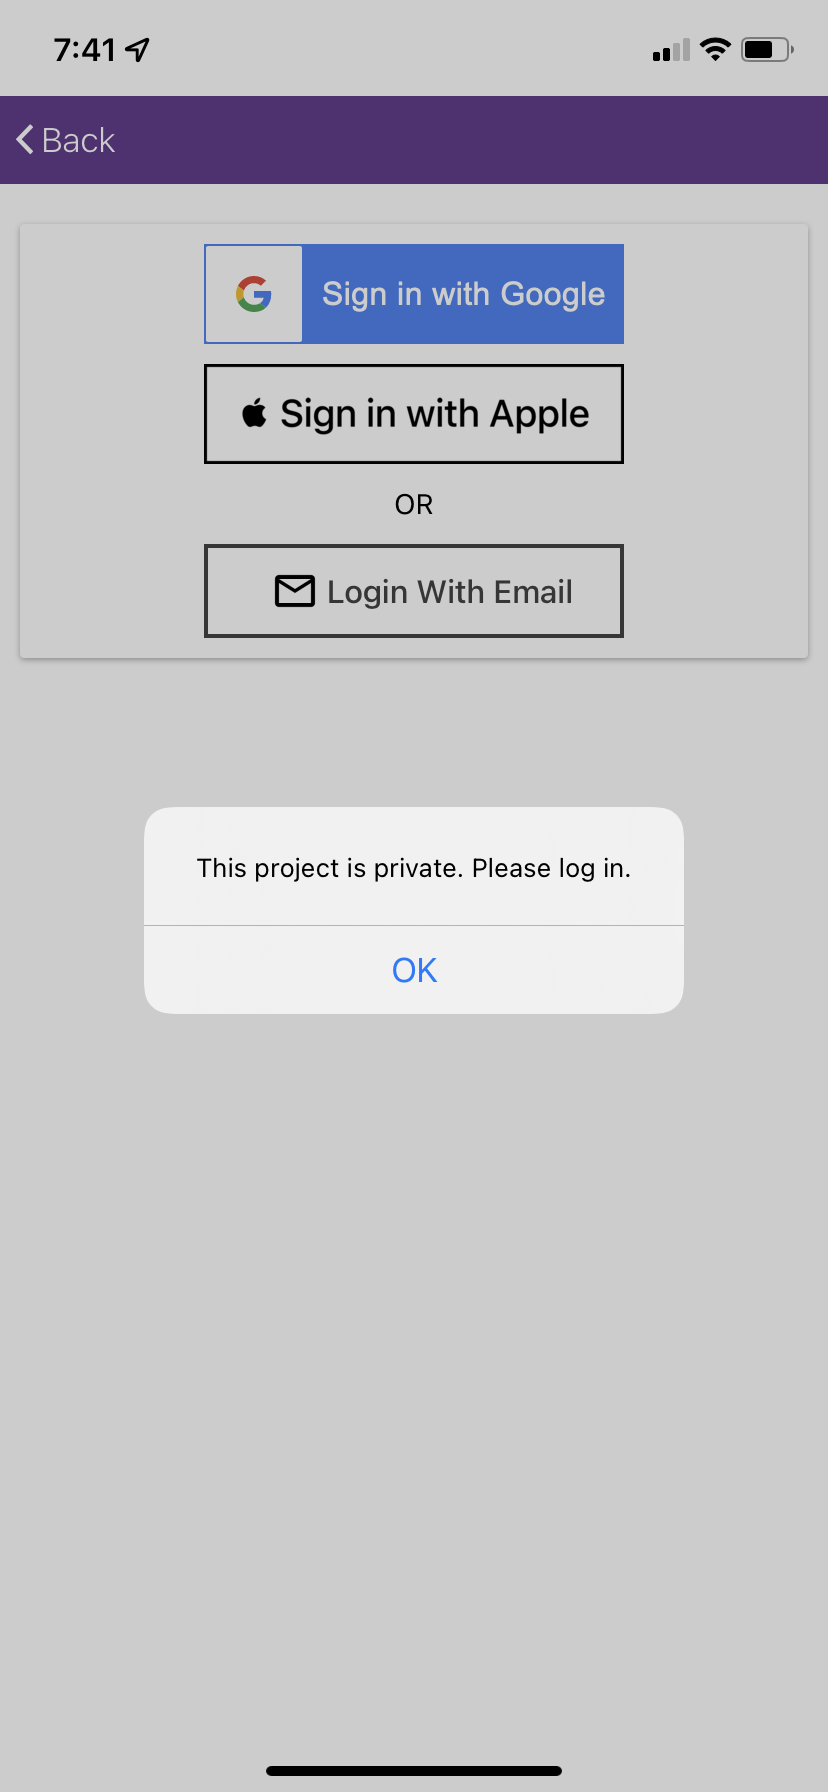 7:41
Back
Sign in with Google
Sign in with Apple
OR
Login With Email
This project is private. Please log in.
OK